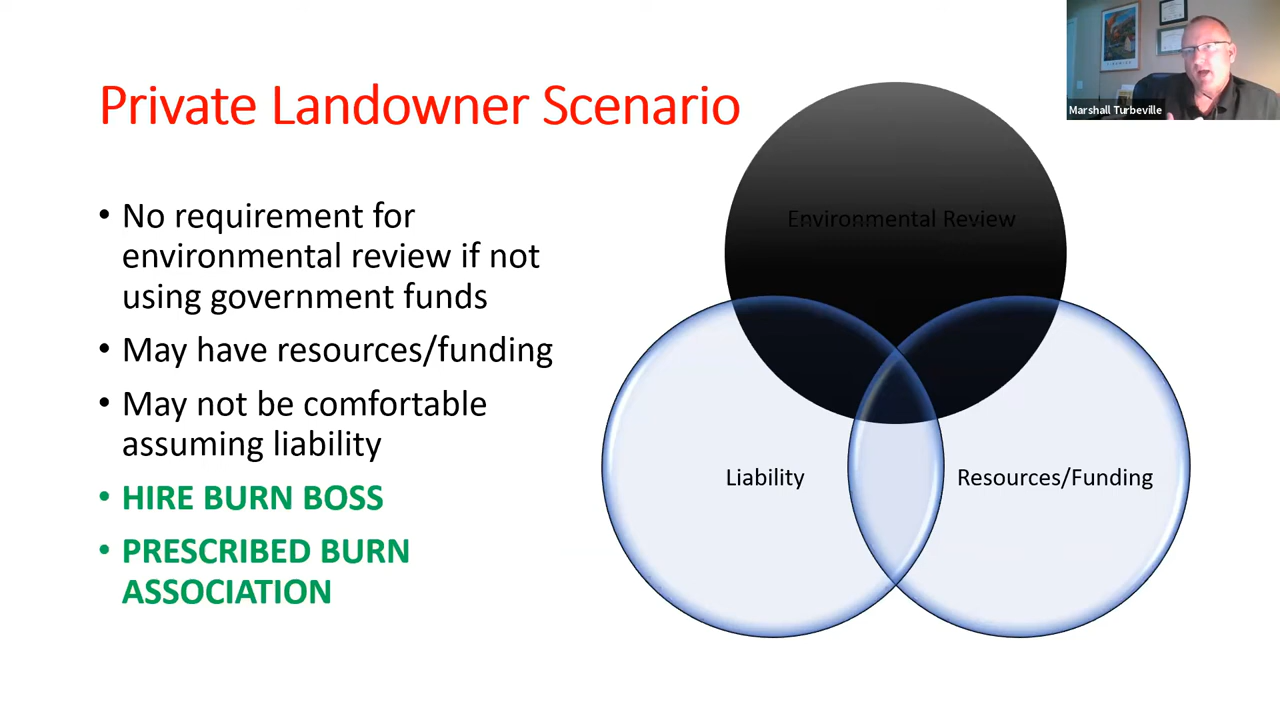 Marshall Turbeville
Private Landowner Scenario
• No requirement for
environmental review if not
using government funds
• May have resources/funding
• May not be comfortable
assuming liability
• HIRE BURN BOSS
• PRESCRIBED BURN
ASSOCIATION
Environmental Review
Liability
Resources/Funding